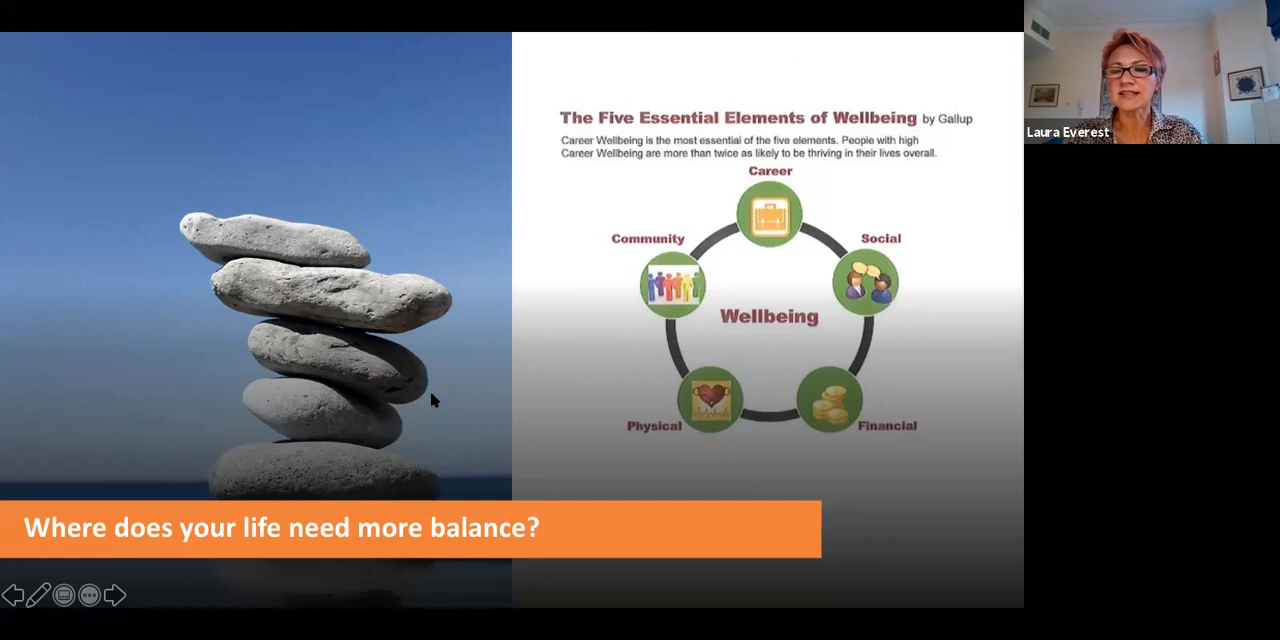 The Five Essential Elements of Wellbeing by Gallup
Career Wellbeing is the most essential of the five elements. People with high
Career Wellbeing are more than twice as likely to be thriving in their lives overall.
Career
Community
Social
Wellbeing
Physical
Financial
Where does your life need more balance?
Laura Everest